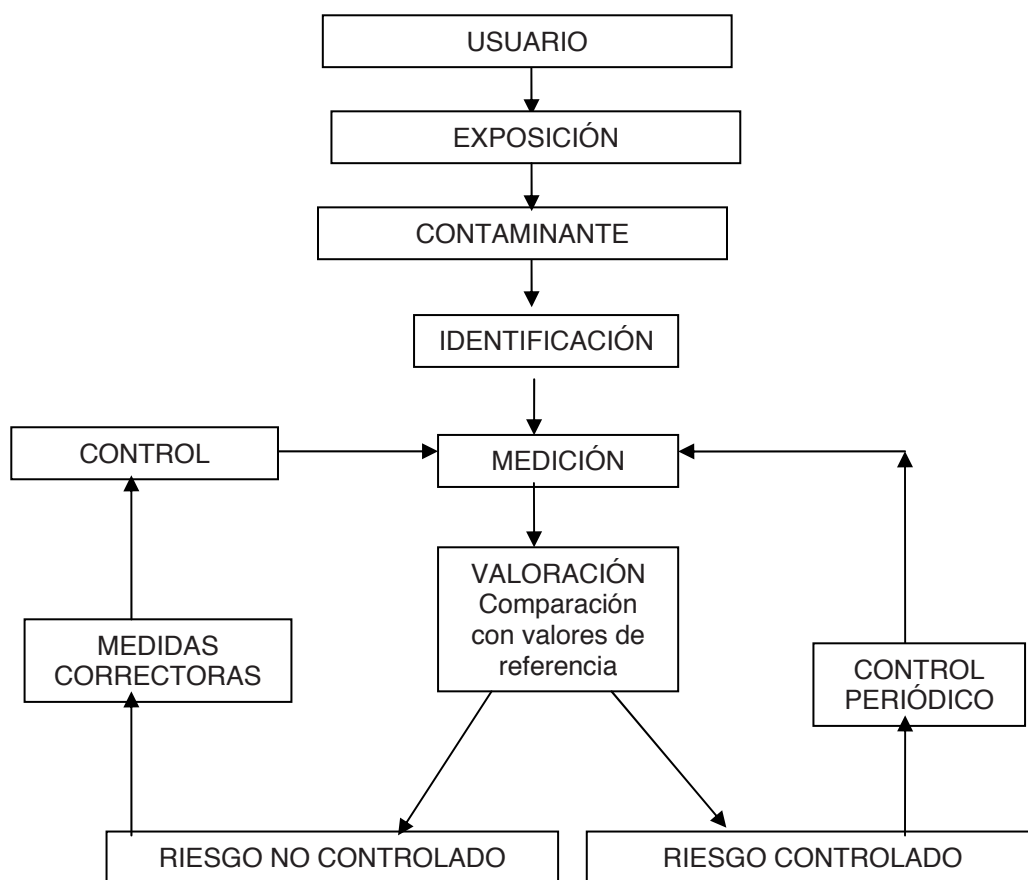 USUARIO
EXPOSICIÓN
CONTAMINANTE
IDENTIFICACIÓN
CONTROL
MEDICIÓN
VALORACIÓN
Comparación
con valores de
referencia
MEDIDAS
CORRECTORAS
CONTROL
PERIÓDICO
RIESGO NO CONTROLADO
RIESGO CONTROLADO